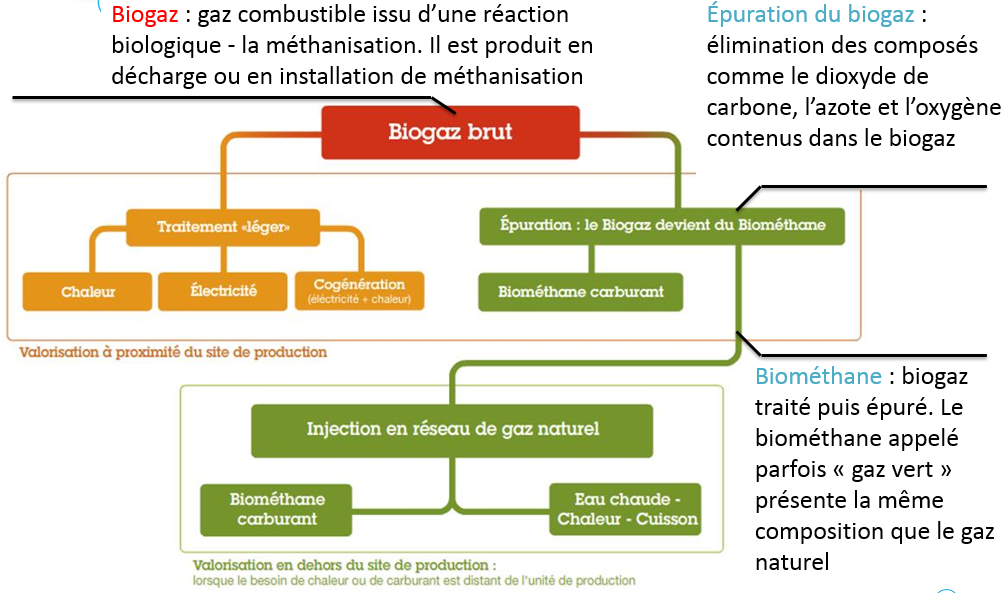 Biogaz : gaz combustible issu d’une réaction
biologique - la méthanisation. Il est produit en
décharge ou en installation de méthanisation
Épuration du biogaz :
élimination des composés
comme le dioxyde de
carbone, l’azote et l’oxygène
contenus dans le biogaz
Biogaz brut
Traitement «léger»
Épuration : le Biogaz devient du Biométhane
Chaleur
Électricité
Cogénération
(éléctricité + chaleur)
Biométhane carburant
Valorisation à proximité du site de production
Biométhane : biogaz
traité puis épuré. Le
biométhane appelé
parfois « gaz vert »
présente la même
composition que le gaz
naturel
Injection en réseau de gaz naturel
Biométhane
carburant
Eau chaude -
Chaleur - Cuisson
Valorisation en dehors du site de production :
lorsque le besoin de chaleur ou de carburant est distant de l'unité de production